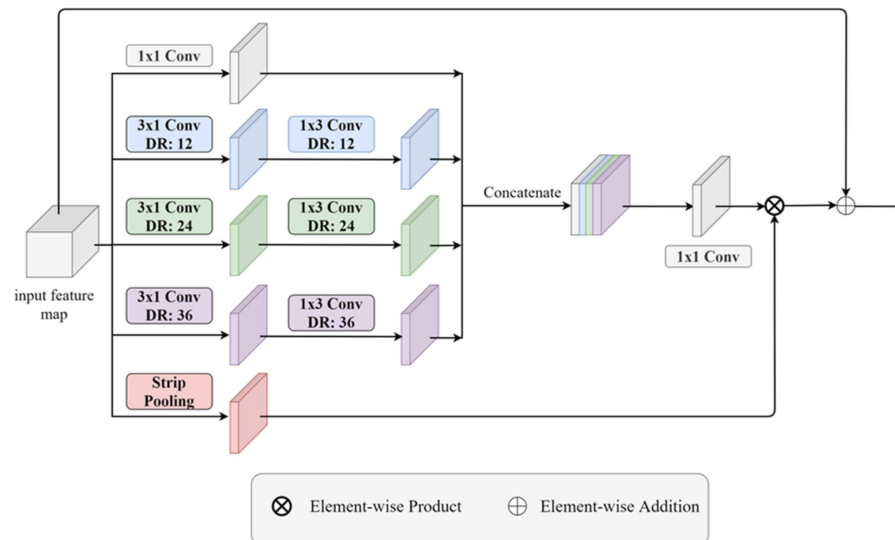 1x1 Conv
3x1 Conv
DR: 12
1x3 Conv
DR: 12
3x1 Conv
DR: 24
1x3 Conv
DR: 24
3x1 Conv
DR: 36
1x3 Conv
DR: 36
Strip
Pooling
input feature
map
Concatenate
1x1 Conv
Element-wise Product
Element-wise Addition